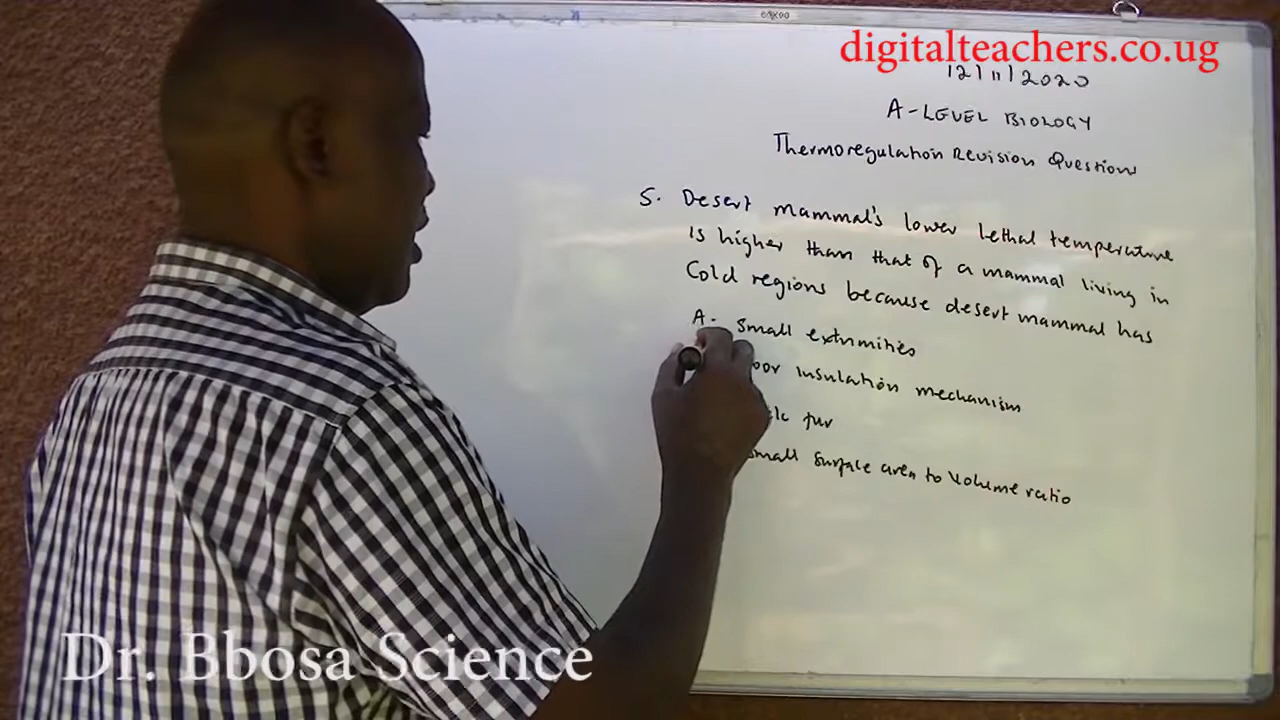 digitalteachers.co.ug
12/11/2020
A-LEVEL BIOLOGY
Thermoregulation Revision Question
5. Desert mammal's lower lethal temperature
is higher than that of a mammal living in
Cold regions because desert mammal has
A. Small extrmities
insulation mechanism
fur
Small surface area to volume ratio
Dr. Bbosa Science